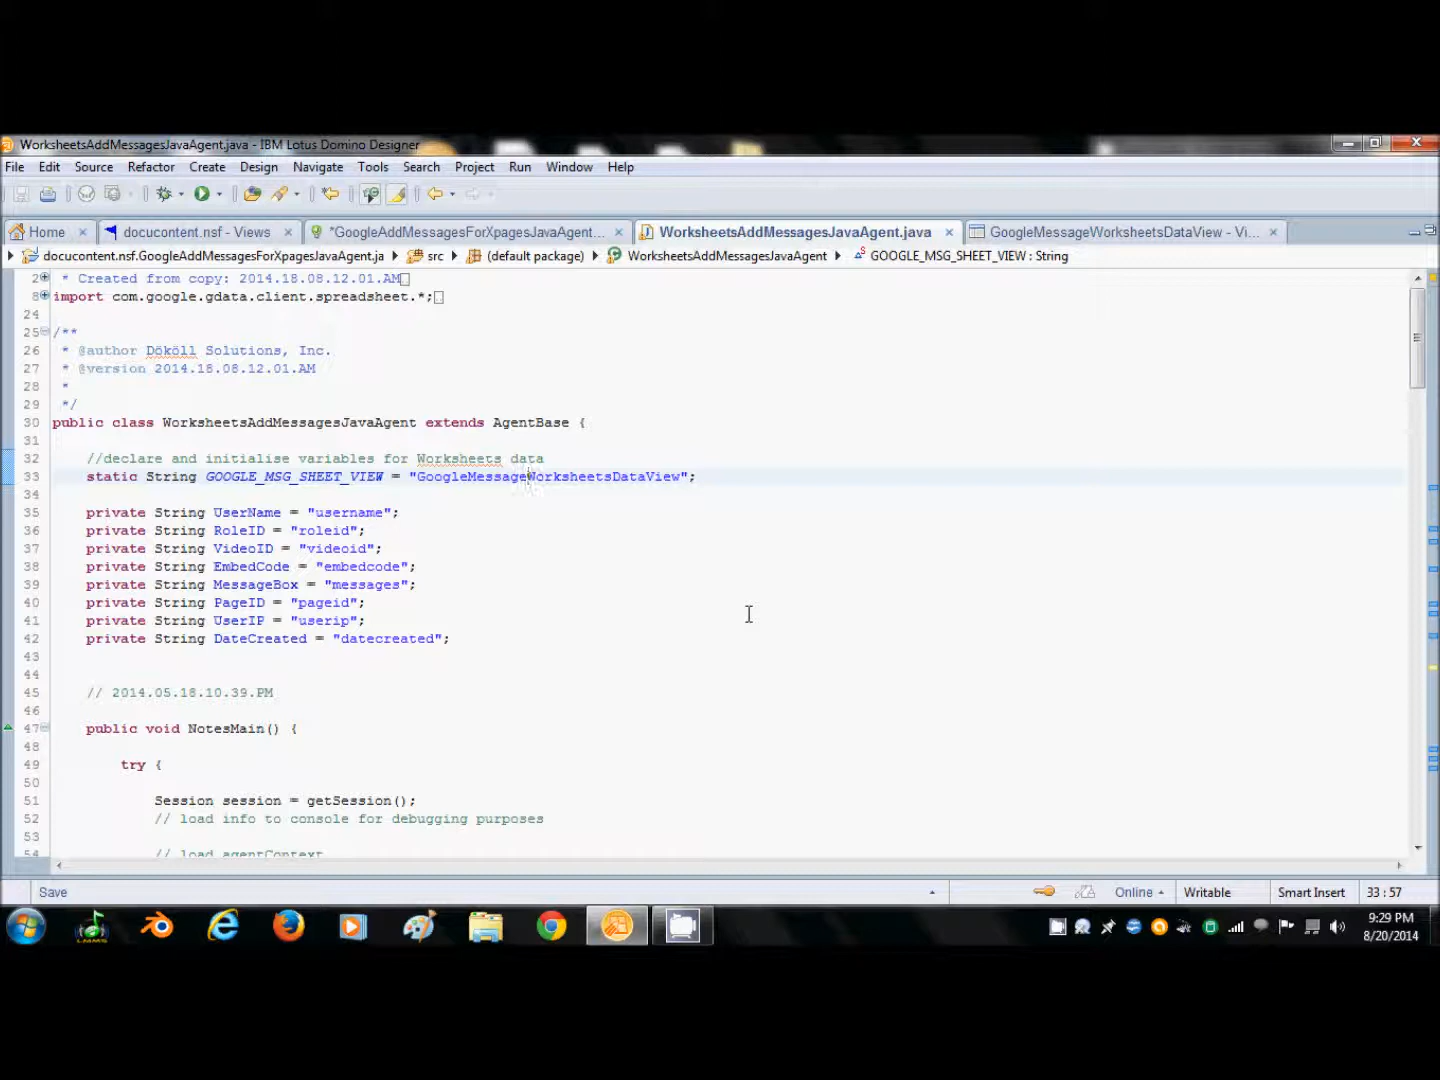 WorksheetsAddMessagesJavaAgent.java - IBM Lotus Domino Designer
File Edit Source Refactor Create Design Navigate Tools Search Project Run Window Help
Home docucontent.nsf - Views *GoogleAddMessagesForXpagesJavaAgent... WorksheetsAddMessagesJavaAgent.java GoogleMessageWorksheetsDataView - Vi...
docucontent.nsf.GoogleAddMessagesForXpagesJavaAgent.ja src (default package) WorksheetsAddMessagesJavaAgent GOOGLE_MSG_SHEET_VIEW : String
2 * Created from copy: 2014.18.08.12.01.AM
8 import com.google.gdata.client.spreadsheet.*;
24
25 /**
26 * @author Dököll Solutions, Inc.
27 * @version 2014.18.08.12.01.AM
28 *
29 */
30 public class WorksheetsAddMessagesJavaAgent extends AgentBase {
31
32 //declare and initialise variables for Worksheets data
33 static String GOOGLE_MSG_SHEET_VIEW = "GoogleMessageWorksheetsDataView";
34
35 private String UserName = "username";
36 private String RoleID = "roleid";
37 private String VideoID = "videoid";
38 private String EmbedCode = "embedcode";
39 private String MessageBox = "messages";
40 private String PageID = "pageid";
41 private String UserIP = "userip";
42 private String DateCreated = "datecreated";
43
44
45 // 2014.05.18.10.39.PM
46
47 public void NotesMain() {
48
49 try {
50
51 Session session = getSession();
52 // load info to console for debugging purposes
53
54 // load agentContext
Save Online Writable Smart Insert 33 : 57
LMMS
9:29 PM
8/20/2014